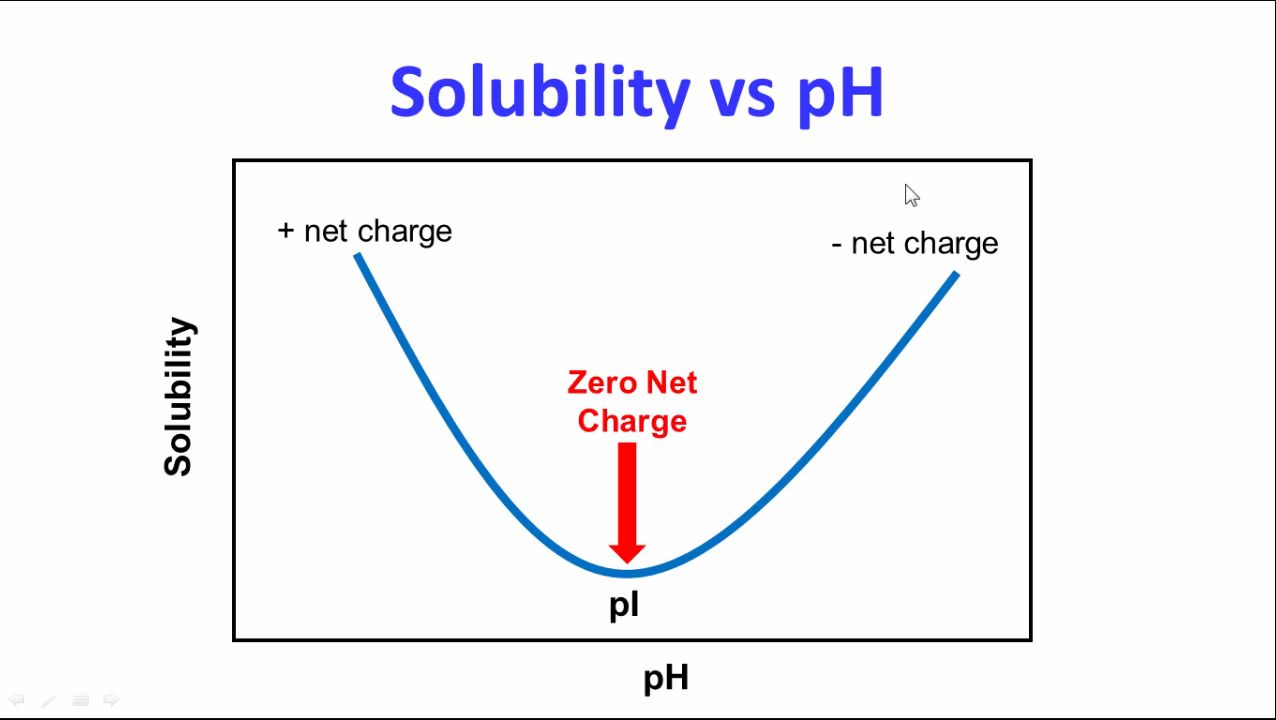 Solubility vs pH
+ net charge
- net charge
Zero Net
Charge
Solubility
pI
pH